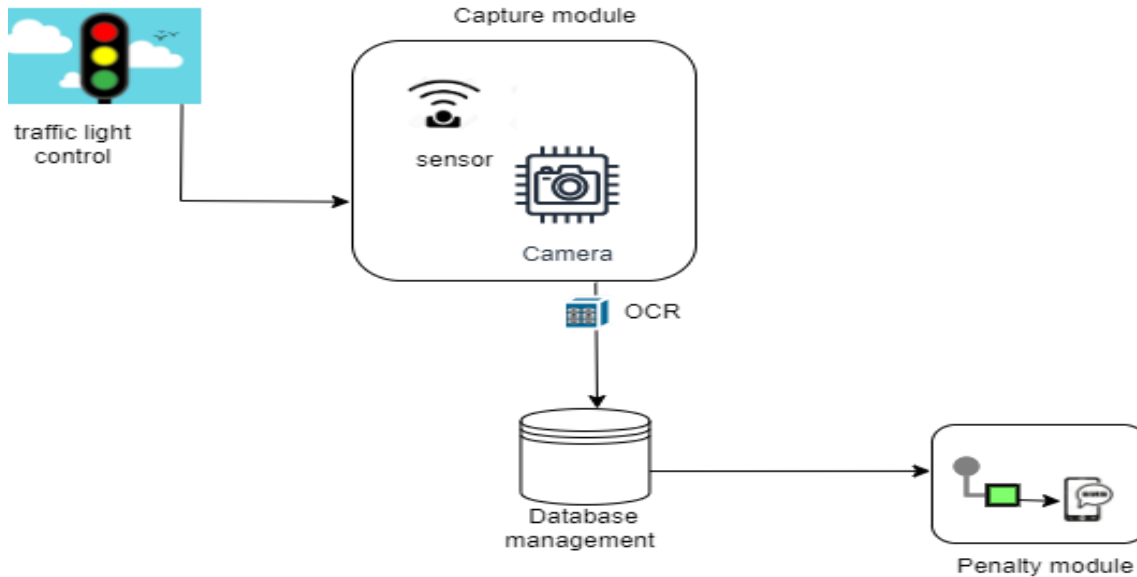 Capture module
traffic light
control
sensor
Camera
OCR
Database
management
Penalty module